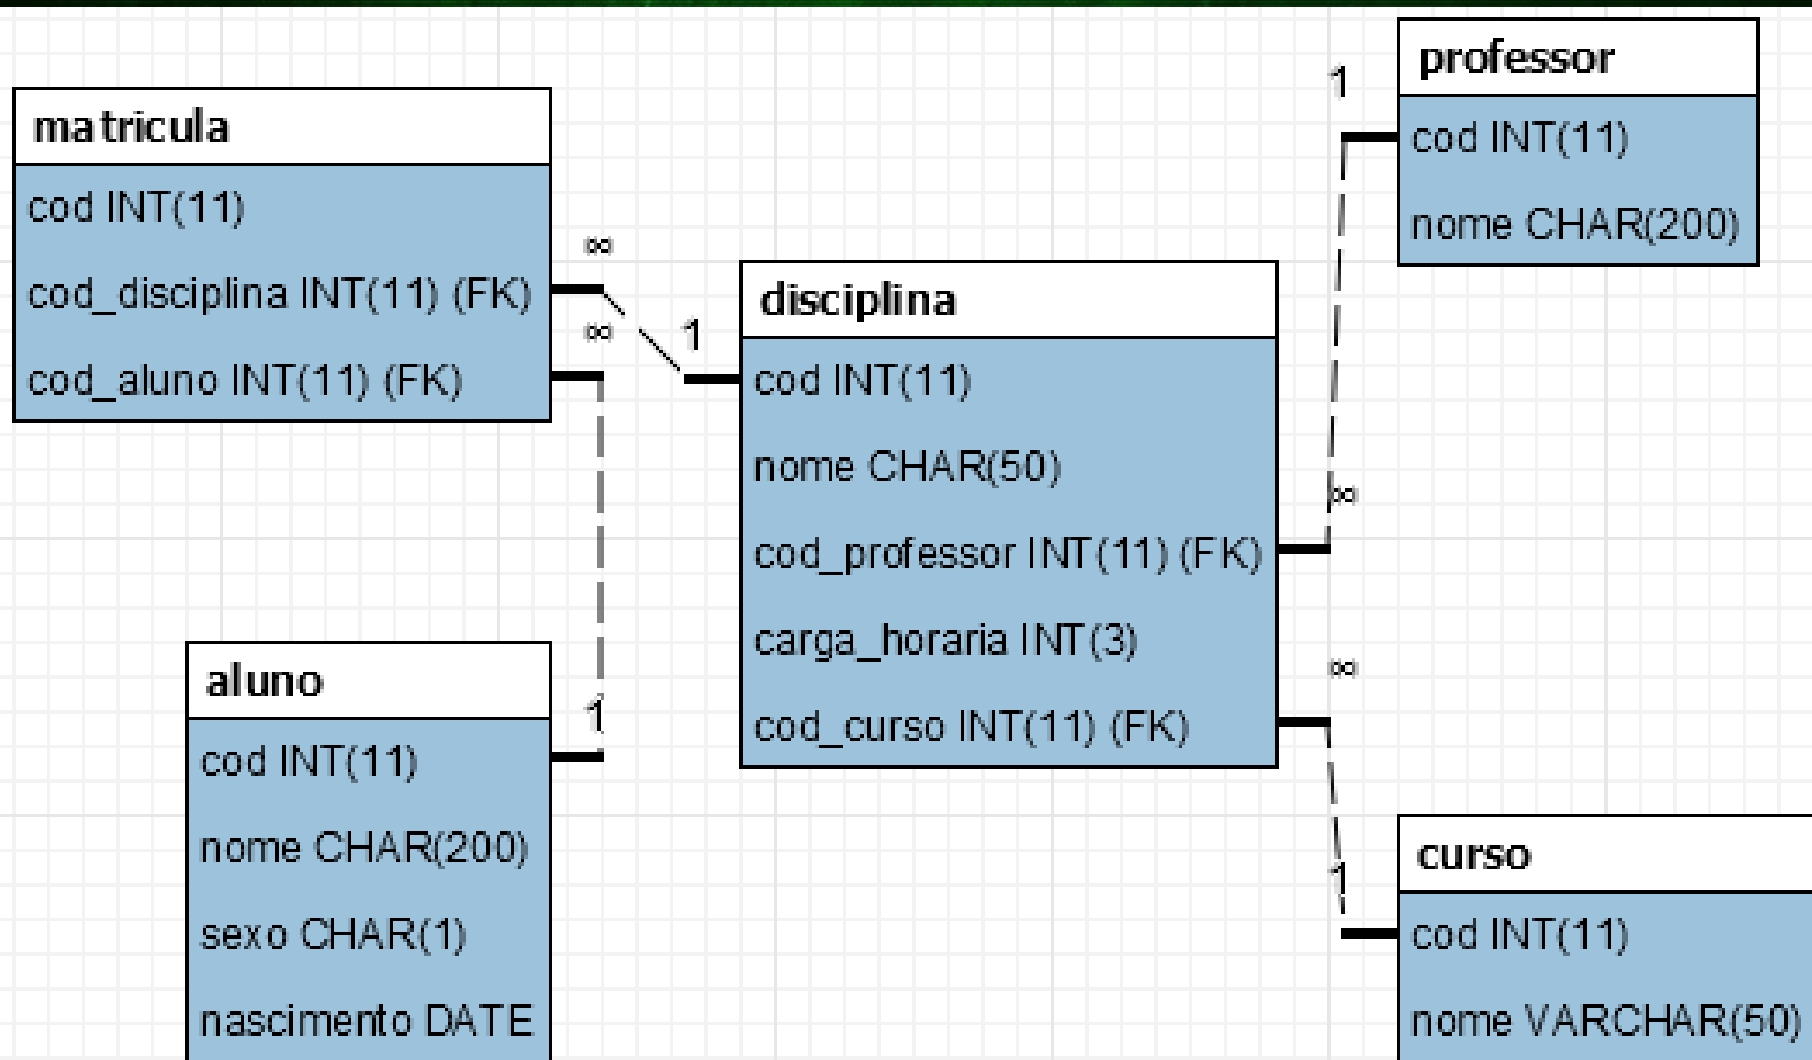 matricula
cod INT(11)
cod_disciplina INT(11) (FK)
cod_aluno INT(11) (FK)
∞
∞
1
aluno
cod INT(11)
nome CHAR(200)
sexo CHAR(1)
nascimento DATE
1
disciplina
cod INT(11)
nome CHAR(50)
cod_professor INT(11) (FK)
carga_horaria INT(3)
cod_curso INT(11) (FK)
1
∞
∞
1
professor
cod INT(11)
nome CHAR(200)
curso
cod INT(11)
nome VARCHAR(50)